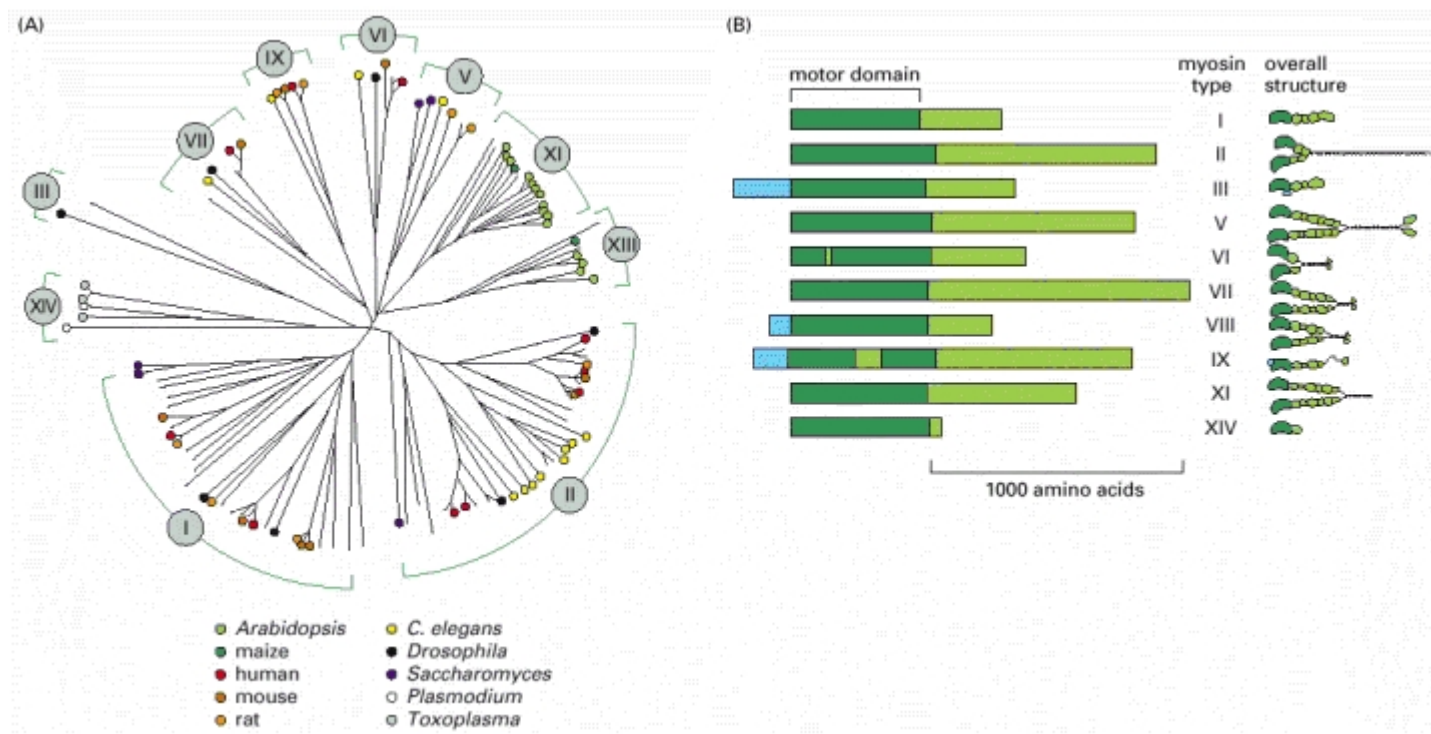 (A)
VI
IX
V
VII
XI
III
XIII
XIV
I
II
Arabidopsis
maize
human
mouse
rat
C. elegans
Drosophila
Saccharomyces
Plasmodium
Toxoplasma
(B)
motor domain
myosin type
overall structure
I
II
III
V
VI
VII
VIII
IX
XI
XIV
1000 amino acids